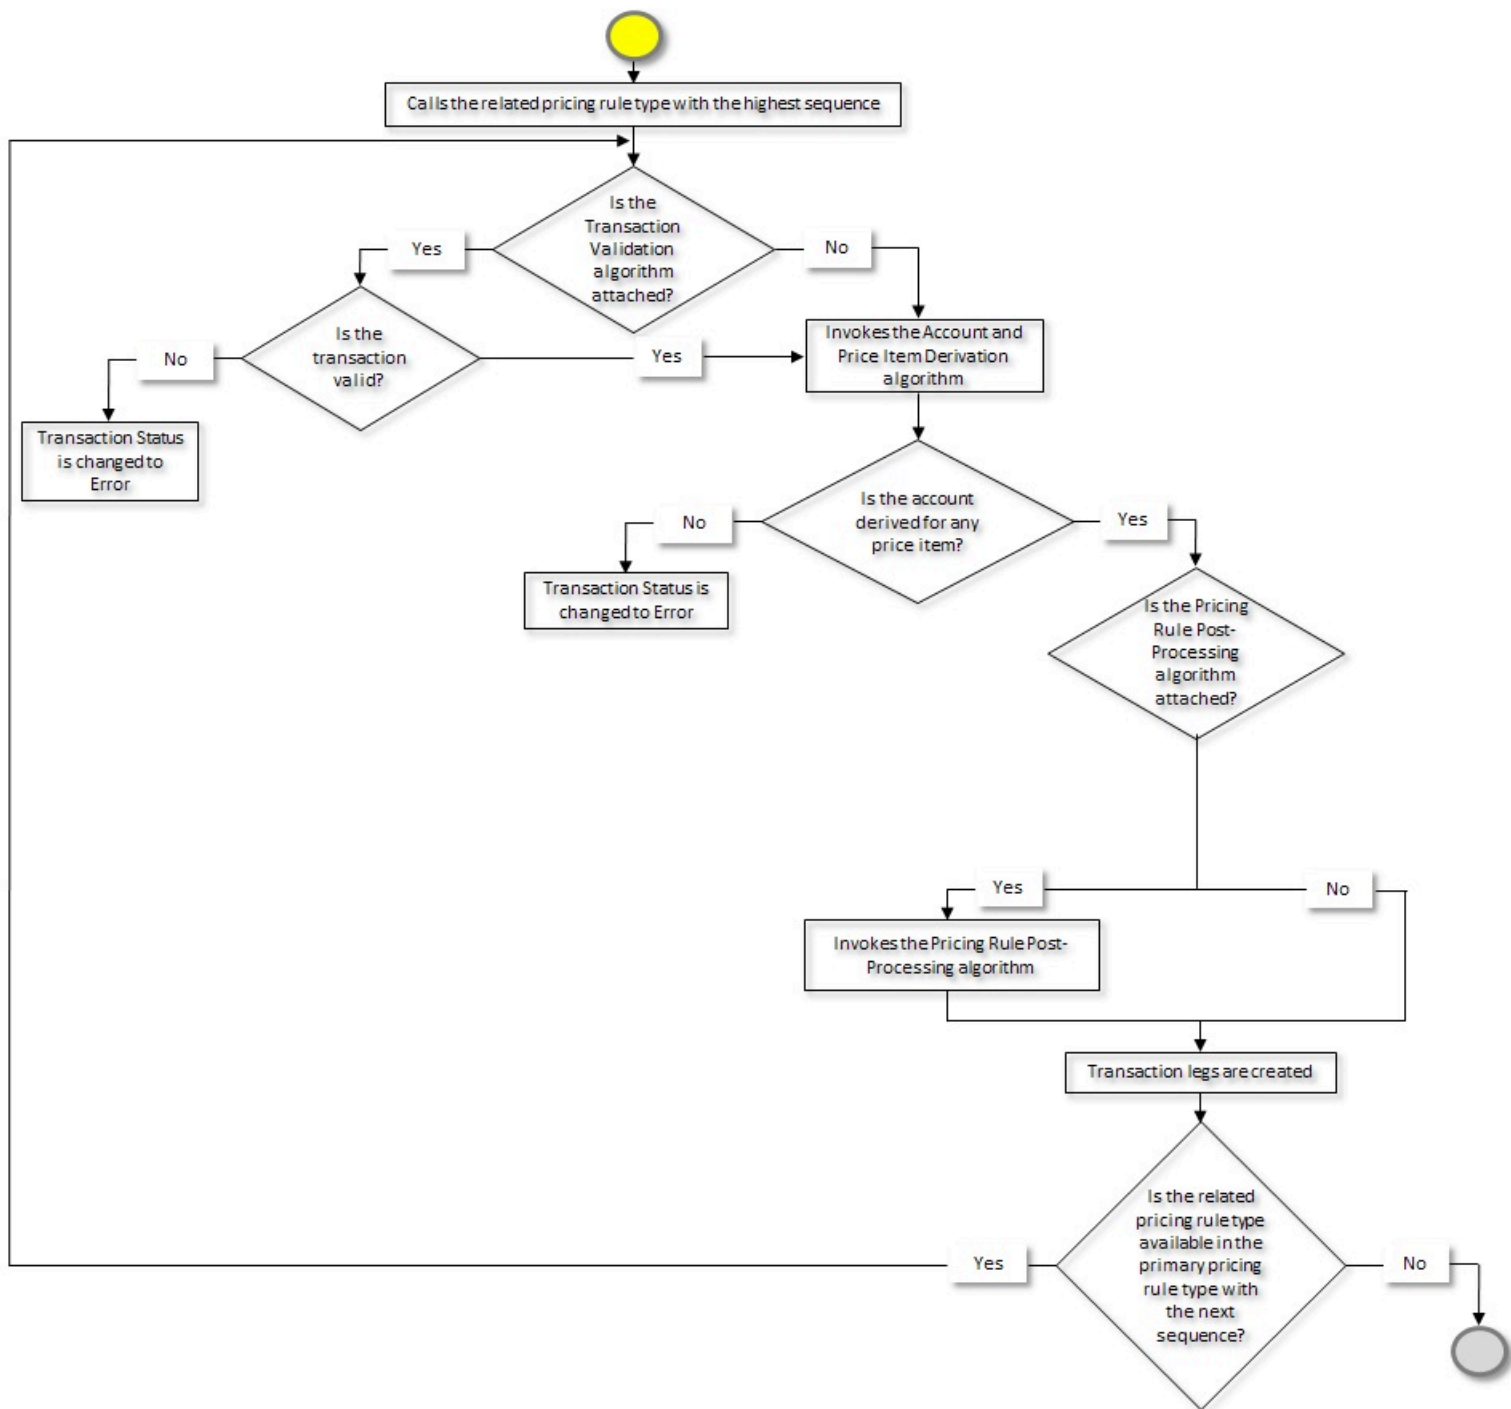 Calls the related pricing rule type with the highest sequence
Is the
Transaction
Validation
algorithm
attached?
Yes
No
Is the
transaction
valid?
No
Yes
Invokes the Account and
Price Item Derivation
algorithm
Transaction Status
is changed to
Error
Is the account
derived for any
price item?
No
Yes
Transaction Status is
changed to Error
Is the Pricing
Rule Post-
Processing
algorithm
attached?
Yes
No
Invokes the Pricing Rule Post-
Processing algorithm
Transaction legs are created
Is the related
pricing rule type
available in the
primary pricing
rule type with
the next
sequence?
Yes
No